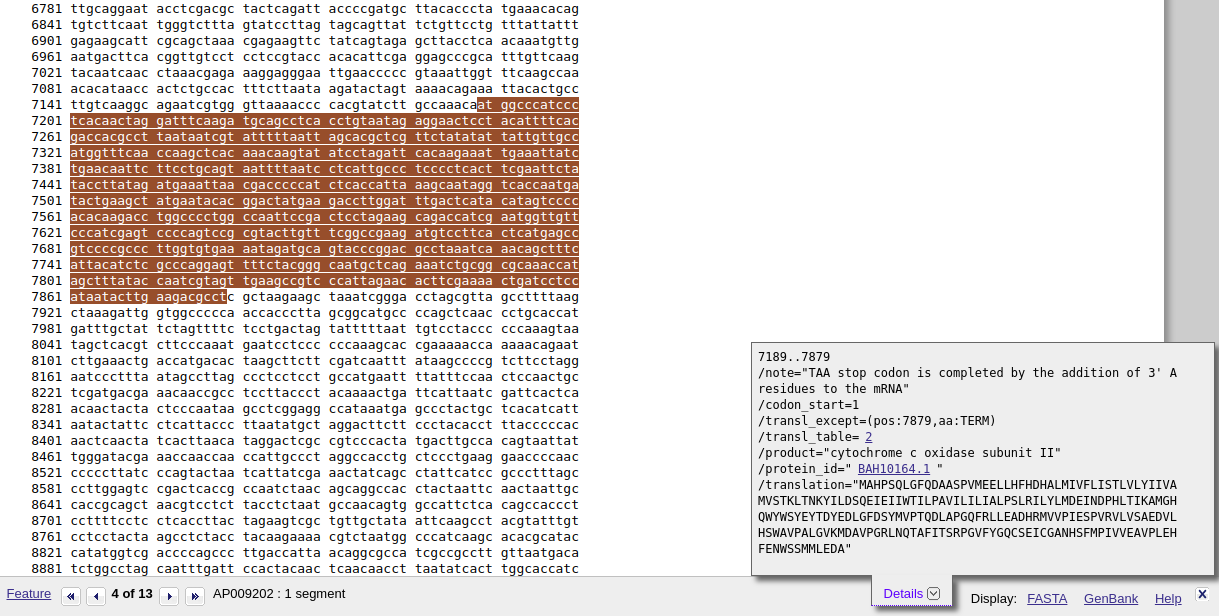 6781 ttgcaggaat acctcgacgc tactcagatt accccgatgc ttacacccta tgaaacacag
6841 tgtcttcaat tgggtcttta gtatccttag tagcagttat tctgttcctg tttattattt
6901 gagaagcatt cgcagctaaa cgagaagttc tatcagtaga gcttacctca acaaatgttg
6961 aatgacttca cggttgtcct cctccgtacc acacattcga ggagcccgca tttgttcaag
7021 tacaatcaac ctaaacgaga aaggagggaa ttgaaccccc gtaaattggt ttcaagccaa
7081 acacataacc actctgccac tttcttaata agatactagt aaaacagaaa ttacactgcc
7141 ttgtcaaggc agaatcgtgg gttaaaaccc cacgtatctt gccaaacaat ggcccatccc
7201 tcacaactag gatttcaaga tgcagcctca cctgtaatag aggaactcct acattttcac
7261 gaccacgcct taataatcgt atttttaatt agcacgctcg ttctatatat tattgttgcc
7321 atggtttcaa ccaagctcac aaacaagtat atcctagatt cacaagaaat tgaaattatc
7381 tgaacaattc ttcctgcagt aattttaatc ctcattgccc tcccctcact tcgaattcta
7441 taccttatag atgaaattaa cgacccccat ctcaccatta aagcaatagg tcaccaatga
7501 tactgaagct atgaatacac ggactatgaa gaccttggat ttgactcata catagtcccc
7561 acacaagacc tggcccctgg ccaattccga ctcctagaag cagaccatcg aatggttgtt
7621 cccatcgagt ccccagtccg cgtacttgtt tcggccgaag atgtccttca ctcatgagcc
7681 gtccccgccc ttggtgtgaa aatagatgca gtacccggac gcctaaatca aacagctttc
7741 attacatctc gcccaggagt tttctacggg caatgctcag aaatctgcgg cgcaaaccat
7801 agctttatac caatcgtagt tgaagccgtc ccattagaac acttcgaaaa ctgatcctcc
7861 ataatacttg aagacgcctc gctaagaagc taaatcggga cctagcgtta gccttttaag
7921 ctaaagattg gtggccccca accaccctta gcggcatgcc cccagctcaac cctgcaccat
7981 gatttgctat tctagttttc tcctgactag tatttttaat tgtcctaccc cccaaagtaa
8041 tagctcacgt cttcccaaat gaatcctccc cccaaagcac cgaaaaaccaa aaaacagaat
8101 cttgaaactg accatgacac taagcttctt cgatcaattt ataagccccg tcttcctagg
8161 aatcccttta atagccttag ccctcctcct gccatgaatt ttatttccaa ctccaactgc
8221 tcgatgacga aacaaccgcc tccttaccct acaaaactga ttcattaatc gattcactca
8281 acaactacta ctcccaataa gcctcggagg ccataaatga gccctactgc tcacatcatt
8341 aatactattc ctcattaccc ttaatatgct aggacttctt ccctacacct ttacccccac
8401 aactcaacta tcacttaaca taggactcgc cgtcccacta tgacttgcca cagtaattat
8461 tgggatacga aaccaaccaa ccattgccct aggccacctg ctccctgaag gaaccccaac
8521 ccccccttatc ccagtactaa tcattatcga aactatcagc ctattcatcc gccctttagc
8581 ccttggagtc cgactcaccg ccaatctaac agcaggccac ctactaattc aactaattgc
8641 caccgcagct aacgtcctct tacctctaat gccaacagtg gccattctca cagccaccct
8701 ccttttcctc ctcaccttac tagaagtcgc tgttgctata attcaagcct acgtatttgt
8761 cctcctacta agcctctacc tacaagaaaa cgtctaatgg cccatcaagc acacgcatac
8821 catatggtcg accccagccc ttgaccatta acaggcgcca tcgccgccct gttaatgaca
8881 tctggcctag caatttgatt ccactacaac tcaacaacct taatatcact tggcaccatc
7189..7879
/note="TAA stop codon is completed by the addition of 3' A
residues to the mRNA"
/codon_start=1
/transl_except=(pos:7879,aa:TERM)
/transl_table= 2
/product="cytochrome c oxidase subunit II"
/protein_id=" BAH10164.1 "
/translation="MAHPSQLGFQDAASPVMEELLHFHDHALMIVFLISTLVLYIIVA
MVSTKLTNKYILDSQEIEIIWTILPAVILILIALPSLRILYLMDEINDPHLTIKAMGH
QWYWSYEYTDYEDLGFDSYMVPTQDLAPGQFRLLEADHRMVVPIESPVRVLVSAEDVL
HSWAVPALGVKMDAVPGRLNQTAFITSRPGVFYGQCSEICGANHSFMPIVVEAVPLEH
FENWSSMMLEDA"
Feature 4 of 13 AP009202 : 1 segment Details Display: FASTA GenBank Help X